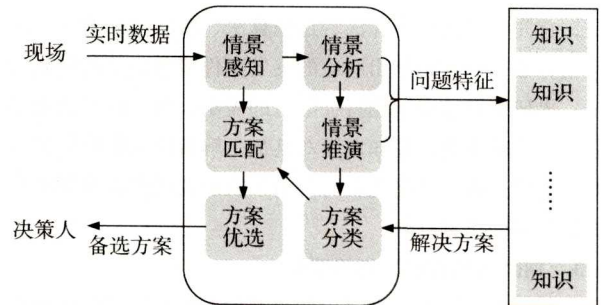 现场
实时数据
情景
感知
情景
分析
问题特征
知识
知识
方案
匹配
情景
推演
……
决策人
备选方案
方案
优选
方案
分类
解决方案
知识